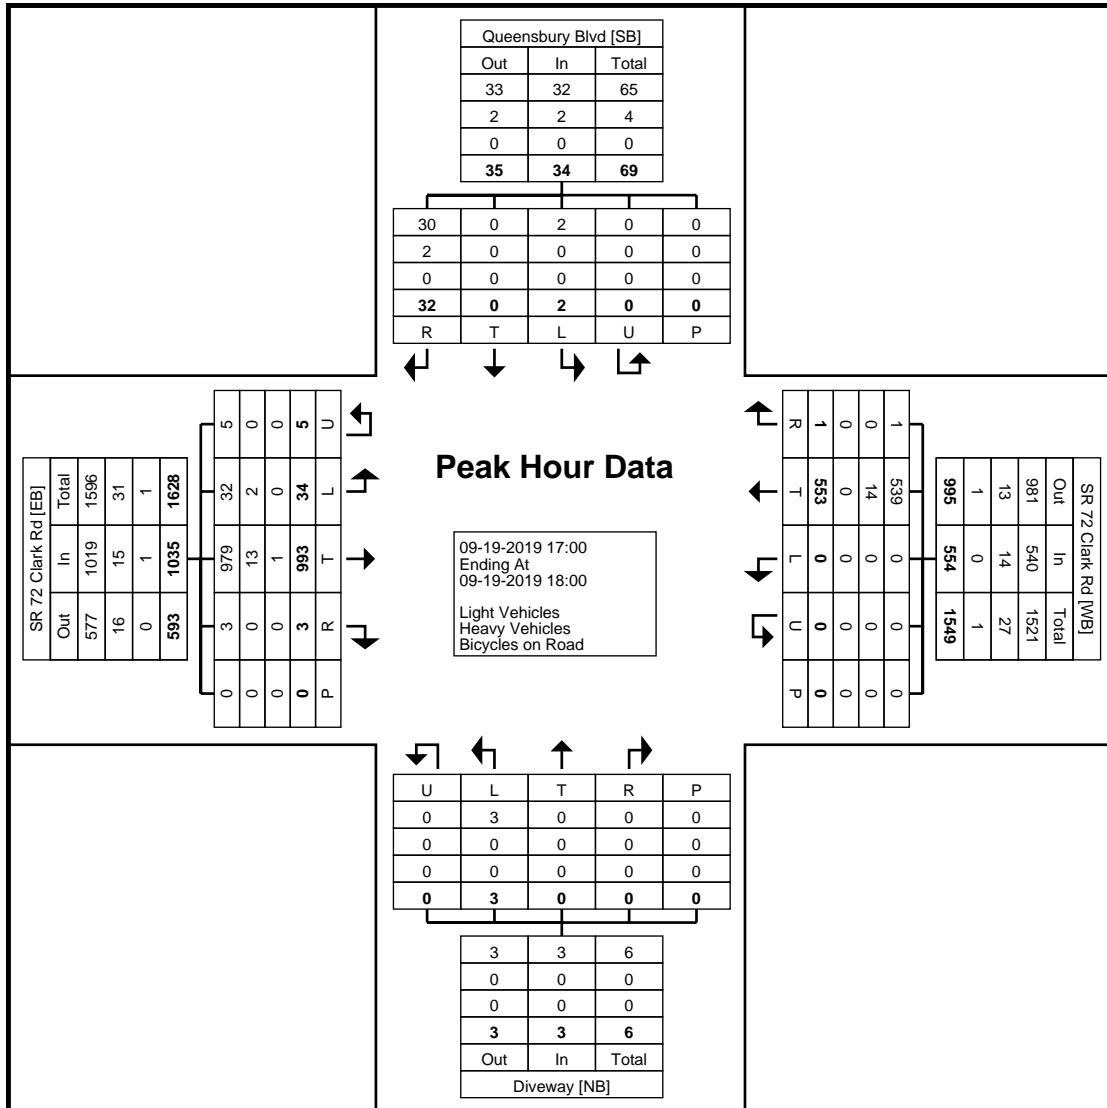 Queensbury Blvd [SB]
Out In Total
33 32 65
2 2 4
0 0 0
35 34 69
30 0 2 0 0
2 0 0 0 0
0 0 0 0 0
32 0 2 0 0
R T L U P
SR 72 Clark Rd [EB]
Total In Out
1596 1019 577
31 15 16
1 1 0
1628 1035 593
5 32 979 3 0
0 2 13 0 0
0 0 1 0 0
5 34 993 3 0
U L T R P
Peak Hour Data
09-19-2019 17:00
Ending At
09-19-2019 18:00
Light Vehicles
Heavy Vehicles
Bicycles on Road
R T L U P
1 553 0 0 0
0 0 0 0 0
0 14 0 0 0
1 539 0 0 0
SR 72 Clark Rd [WB]
Out In Total
981 540 1521
13 14 27
1 0 1
995 554 1549
U L T R P
0 3 0 0 0
0 0 0 0 0
0 0 0 0 0
0 3 0 0 0
3 3 6
0 0 0
0 0 0
3 3 6
Out In Total
Diveway [NB]